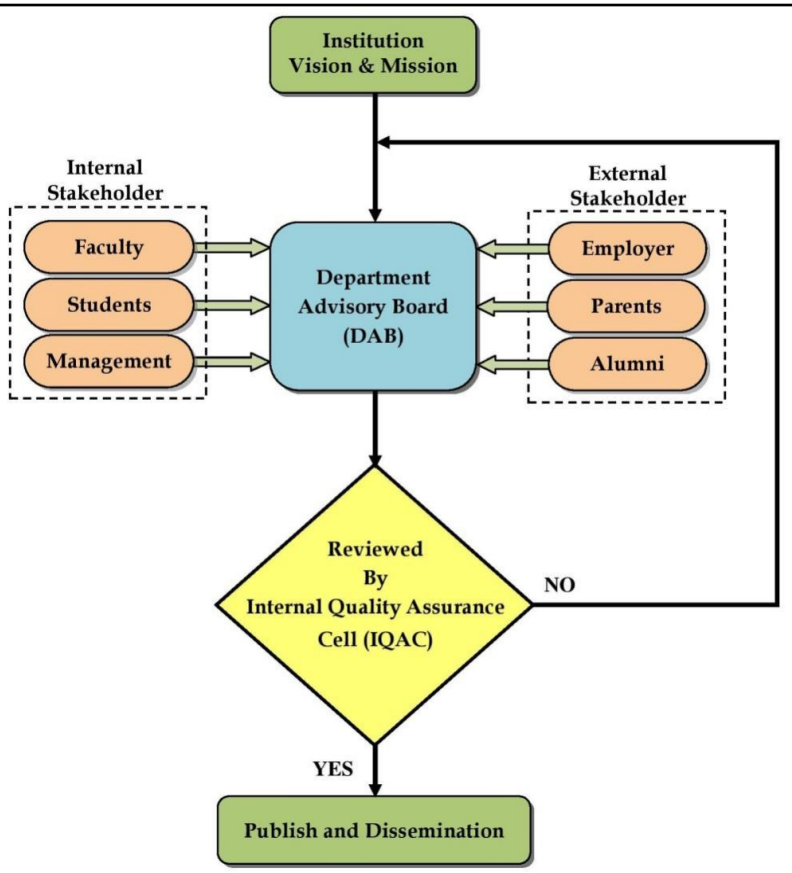 Institution
Vision & Mission
Internal
Stakeholder
External
Stakeholder
Faculty
Students
Management
Department
Advisory Board
(DAB)
Employer
Parents
Alumni
Reviewed
By
Internal Quality Assurance
Cell (IQAC)
NO
YES
Publish and Dissemination